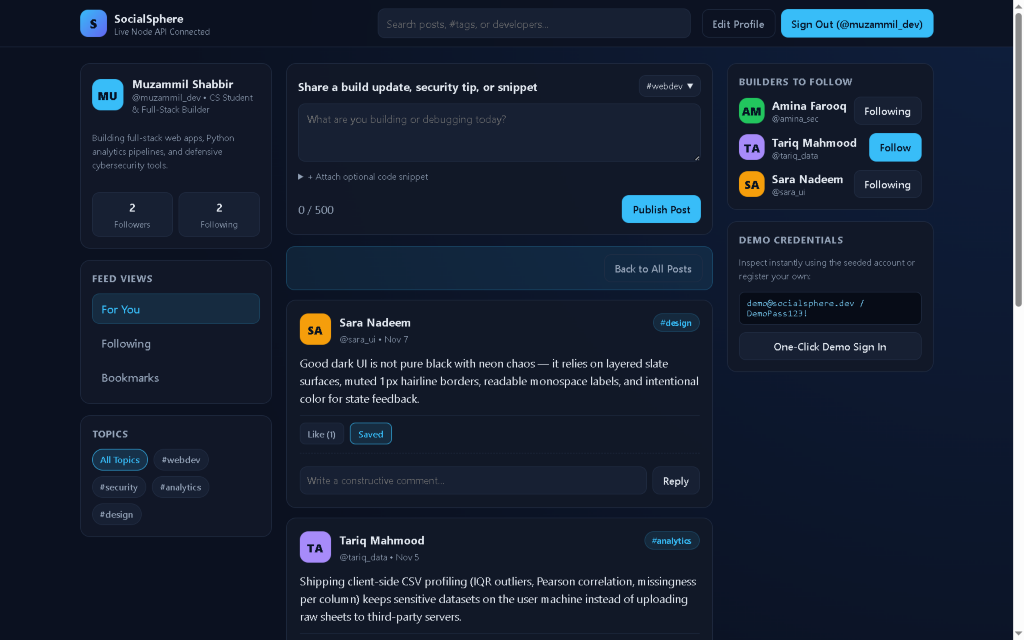 S
SocialSphere
Live Node API Connected
Search posts, #tags, or developers...
Edit Profile
Sign Out (@muzammil_dev)
MU
Muzammil Shabbir
@muzammil_dev • CS Student
& Full-Stack Builder
Building full-stack web apps, Python
analytics pipelines, and defensive
cybersecurity tools.
2
Followers
2
Following
FEED VIEWS
For You
Following
Bookmarks
TOPICS
All Topics
#webdev
#security
#analytics
#design
Share a build update, security tip, or snippet
#webdev ▼
What are you building or debugging today?
▶ + Attach optional code snippet
0 / 500
Publish Post
Back to All Posts
SA
Sara Nadeem
@sara_ui • Nov 7
#design
Good dark UI is not pure black with neon chaos — it relies on layered slate
surfaces, muted 1px hairline borders, readable monospace labels, and intentional
color for state feedback.
Like (1)
Saved
Write a constructive comment...
Reply
TA
Tariq Mahmood
@tariq_data • Nov 5
#analytics
Shipping client-side CSV profiling (IQR outliers, Pearson correlation, missingness
per column) keeps sensitive datasets on the user machine instead of uploading
raw sheets to third-party servers.
BUILDERS TO FOLLOW
AM
Amina Farooq
@amina_sec
Following
TA
Tariq Mahmood
@tariq_data
Follow
SA
Sara Nadeem
@sara_ui
Following
DEMO CREDENTIALS
Inspect instantly using the seeded account or
register your own:
demo@socialsphere.dev /
DemoPass123!
One-Click Demo Sign In